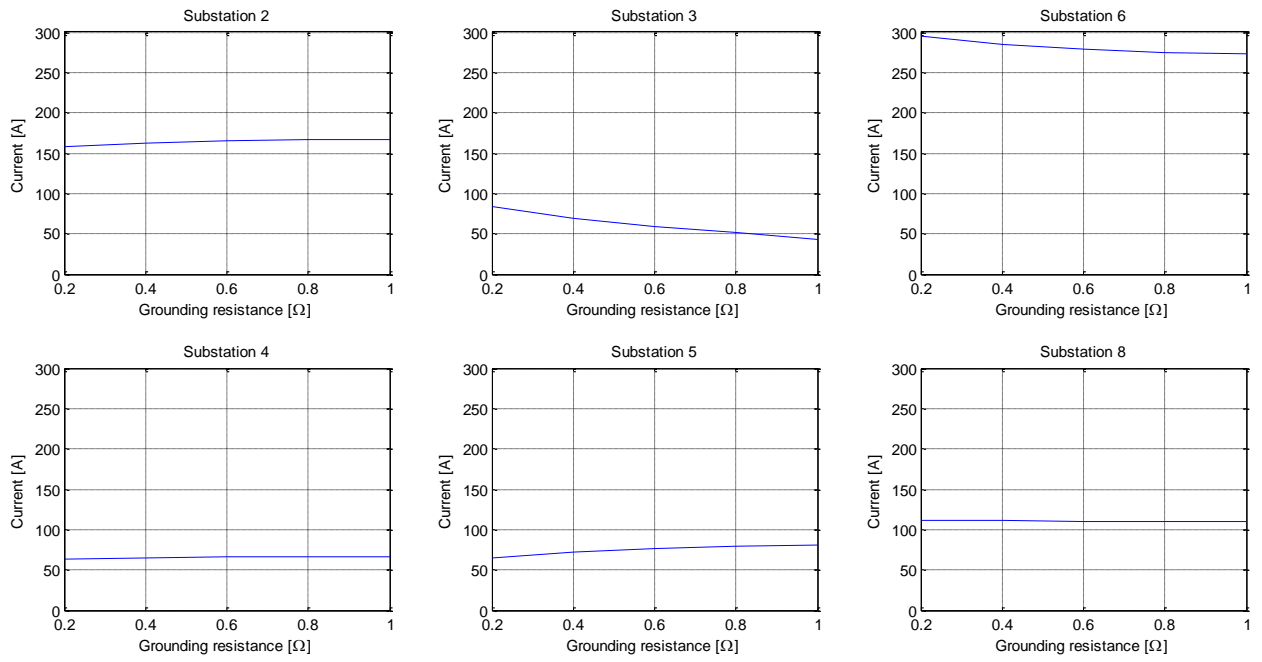 Substation 2
300
250
200
150
100
50
0
Current [A]
0.2 0.4 0.6 0.8 1
Grounding resistance [Ω]
Substation 3
300
250
200
150
100
50
0
Current [A]
0.2 0.4 0.6 0.8 1
Grounding resistance [Ω]
Substation 6
300
250
200
150
100
50
0
Current [A]
0.2 0.4 0.6 0.8 1
Grounding resistance [Ω]
Substation 4
300
250
200
150
100
50
0
Current [A]
0.2 0.4 0.6 0.8 1
Grounding resistance [Ω]
Substation 5
300
250
200
150
100
50
0
Current [A]
0.2 0.4 0.6 0.8 1
Grounding resistance [Ω]
Substation 8
300
250
200
150
100
50
0
Current [A]
0.2 0.4 0.6 0.8 1
Grounding resistance [Ω]